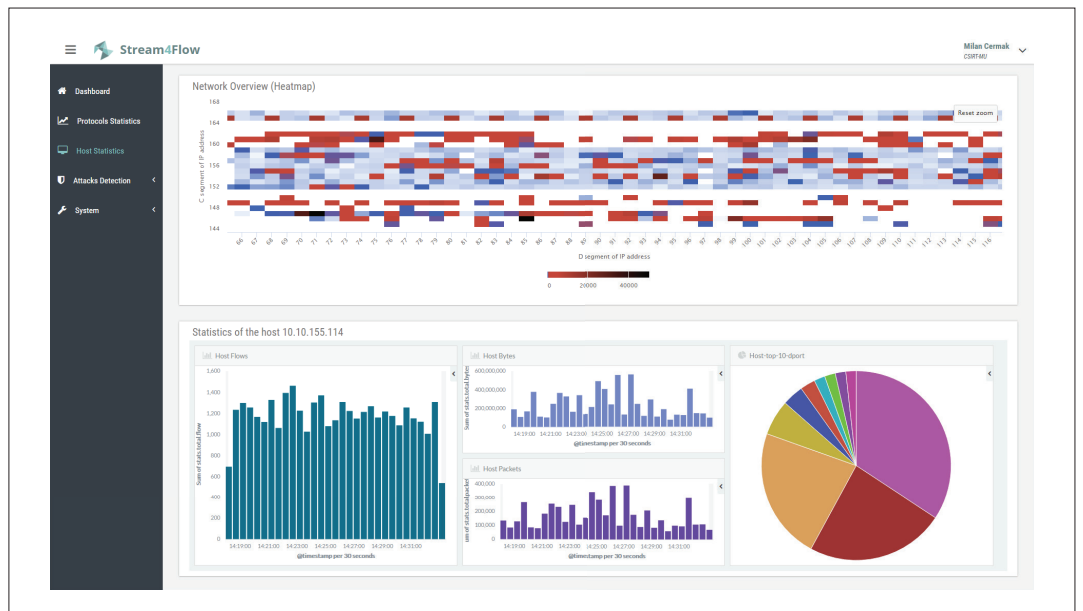 Stream4Flow
Milan Cermak
CSIRT-MU
Dashboard
Protocols Statistics
Host Statistics
Attacks Detection
System
Network Overview (Heatmap)
Reset zoom
C segment of IP address
168
164
160
156
152
148
144
66 67 68 69 70 71 72 73 74 75 76 77 78 79 80 81 82 83 84 85 86 87 88 89 90 91 92 93 94 95 96 97 98 99 100 101 102 103 104 105 106 107 108 109 110 111 112 113 114 115 116
D segment of IP address
0 20000 40000
Statistics of the host 10.10.155.114
Host Flows
Sum of stats.total.flow
1,600
1,400
1,200
1,000
800
600
400
200
0
14:19:00 14:21:00 14:23:00 14:25:00 14:27:00 14:29:00 14:31:00
@timestamp per 30 seconds
Host Bytes
Sum of stats.total.bytes
600,000,000
400,000,000
200,000,000
0
14:19:00 14:21:00 14:23:00 14:25:00 14:27:00 14:29:00 14:31:00
@timestamp per 30 seconds
Host Packets
um of stats.total.packet
400,000
300,000
200,000
100,000
0
14:19:00 14:21:00 14:23:00 14:25:00 14:27:00 14:29:00 14:31:00
@timestamp per 30 seconds
Host-top-10-dport